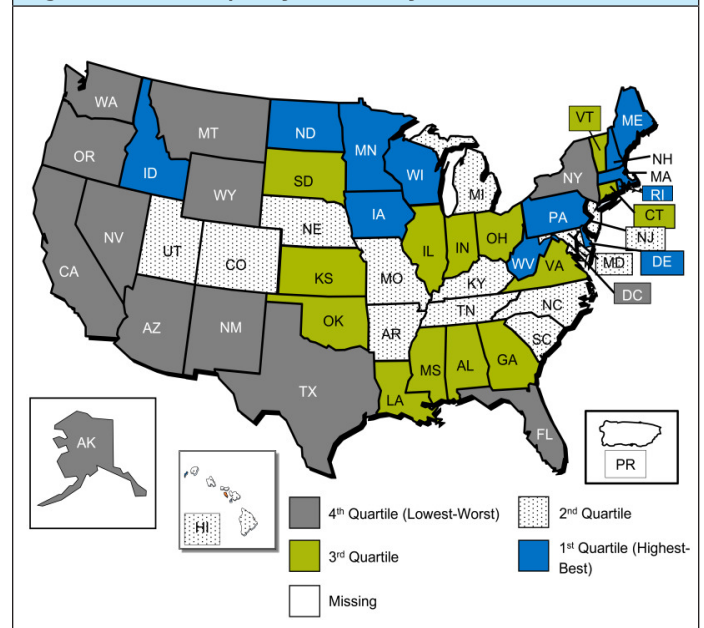 WA
MT
ND
MN
VT
ME
OR
ID
WY
SD
WI
MI
NY
NH
MA
RI
CT
NJ
NE
IA
PA
NV
UT
CO
IL
IN
OH
WV
VA
MD
DE
DC
CA
KS
MO
KY
AZ
NM
OK
AR
TN
NC
SC
TX
LA
MS
AL
GA
FL
AK
HI
PR
4th Quartile (Lowest-Worst)
2nd Quartile
3rd Quartile
1st Quartile (Highest-
Best)
Missing